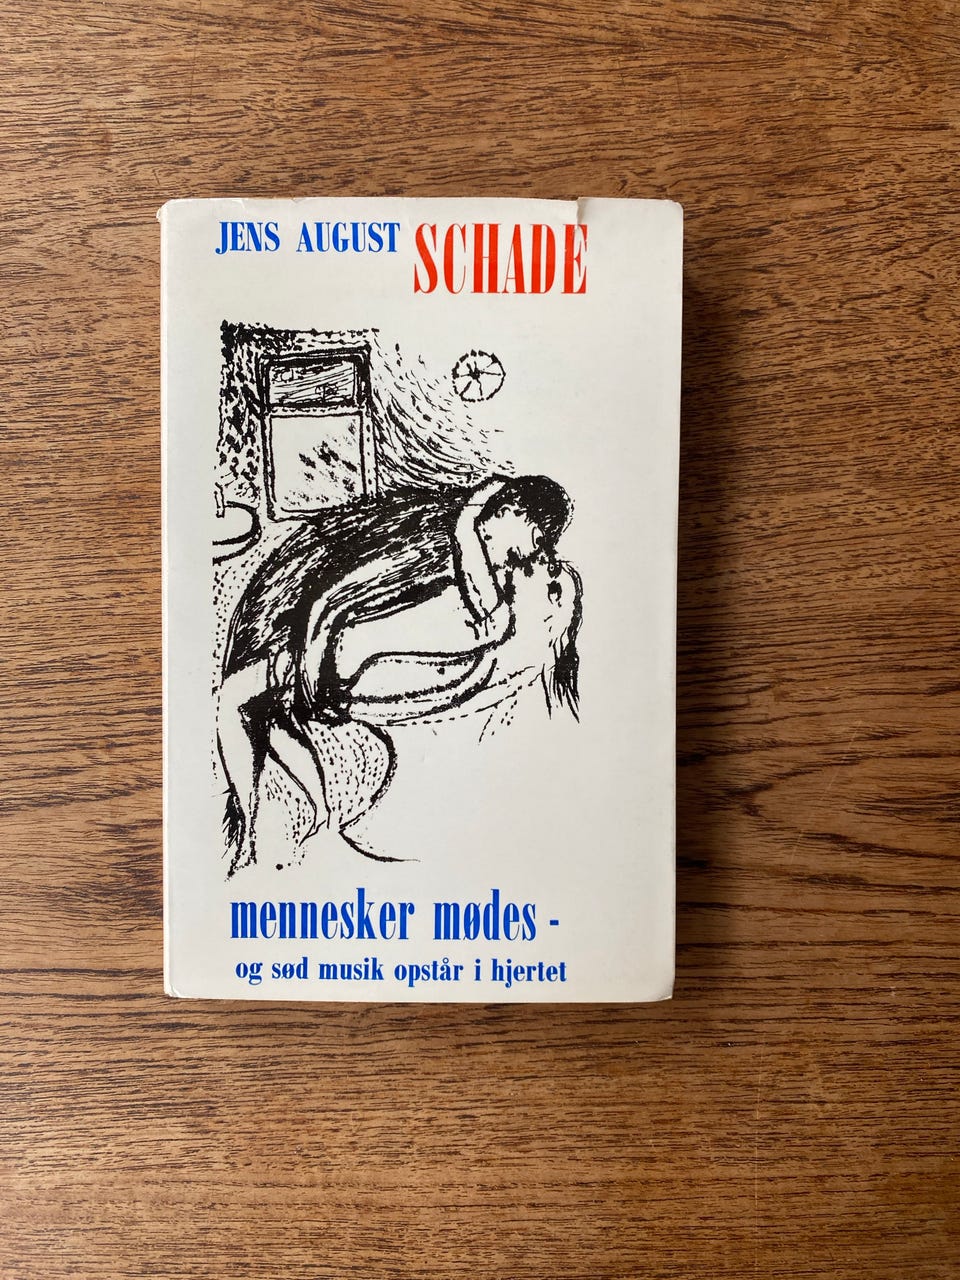 JENS AUGUST SCHADE
mennesker mødes -
og sød musik opstår i hjertet